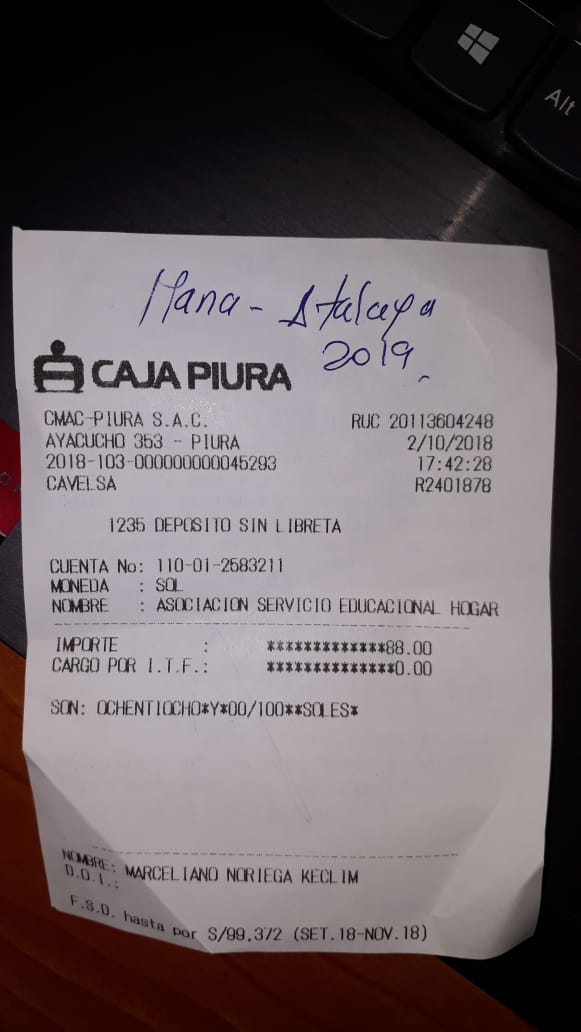 Alt
Mana - Atalaya
2019
CAJA PIURA
CMAC-PIURA S.A.C. RUC 20113604248
AYACUCHO 353 - PIURA 2/10/2018
2018-103-000000000045293 17:42:28
CAVELSA R2401878
1235 DEPOSITO SIN LIBRETA
CUENTA No: 110-01-2583211
MONEDA : SOL
NOMBRE : ASOCIACION SERVICIO EDUCACIONAL HOGAR
IMPORTE : *************88.00
CARGO POR I.T.F.: **************0.00
SON: OCHENTIOCHO*Y*00/100**SOLES*
NOMBRE: MARCELIANO NORIEGA KECLIM
D.O.I.:
F.S.D. hasta por S/99,372 (SET.18-NOV.18)